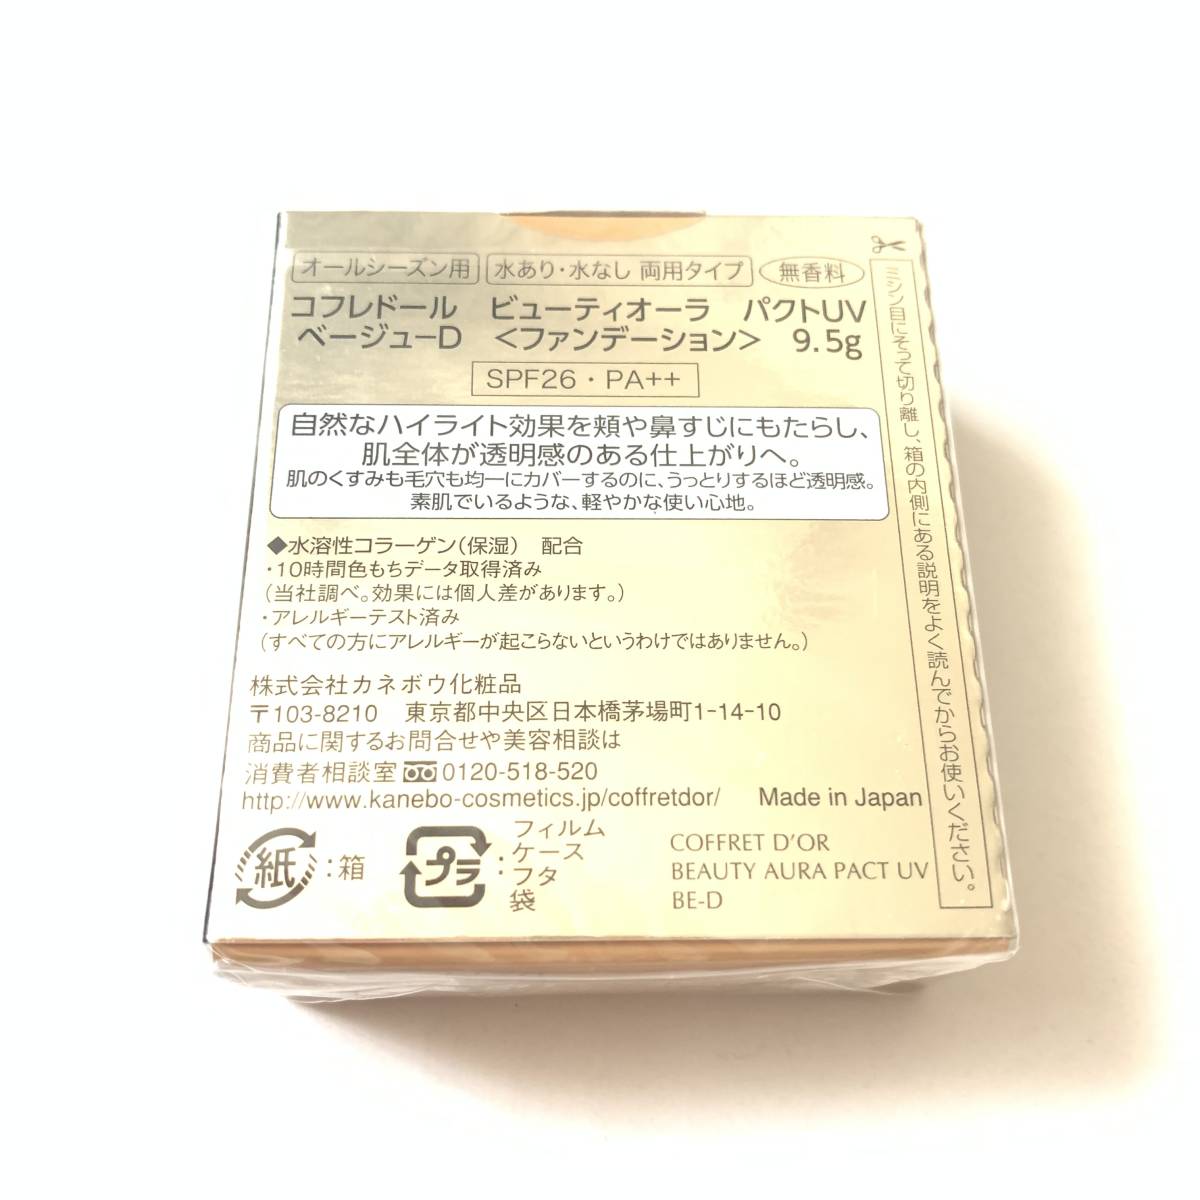 オールシーズン用 水あり・水なし 両用タイプ 無香料
コフレドール ビューティオーラ パクトUV
ベージュ-D <ファンデーション> 9.5g
SPF26・PA++
自然なハイライト効果を頬や鼻すじにもたらし、
肌全体が透明感のある仕上がりへ。
肌のくすみも毛穴も均一にカバーするのに、うっとりするほど透明感。
素肌でいるような、軽やかな使い心地。
◆水溶性コラーゲン(保湿) 配合
・10時間色もちデータ取得済み
(当社調べ。効果には個人差があります。)
・アレルギーテスト済み
(すべての方にアレルギーが起こらないというわけではありません。)
株式会社カネボウ化粧品
〒103-8210 東京都中央区日本橋茅場町1-14-10
商品に関するお問合せや美容相談は
消費者相談室 0120-518-520
http://www.kanebo-cosmetics.jp/coffretdor/ Made in Japan
紙:箱
プラ:フィルム
ケース
フタ
袋
COFFRET D'OR
BEAUTY AURA PACT UV
BE-D
ミシン目にそって切り離し、箱の内側にある説明をよく読んでからお使いください。